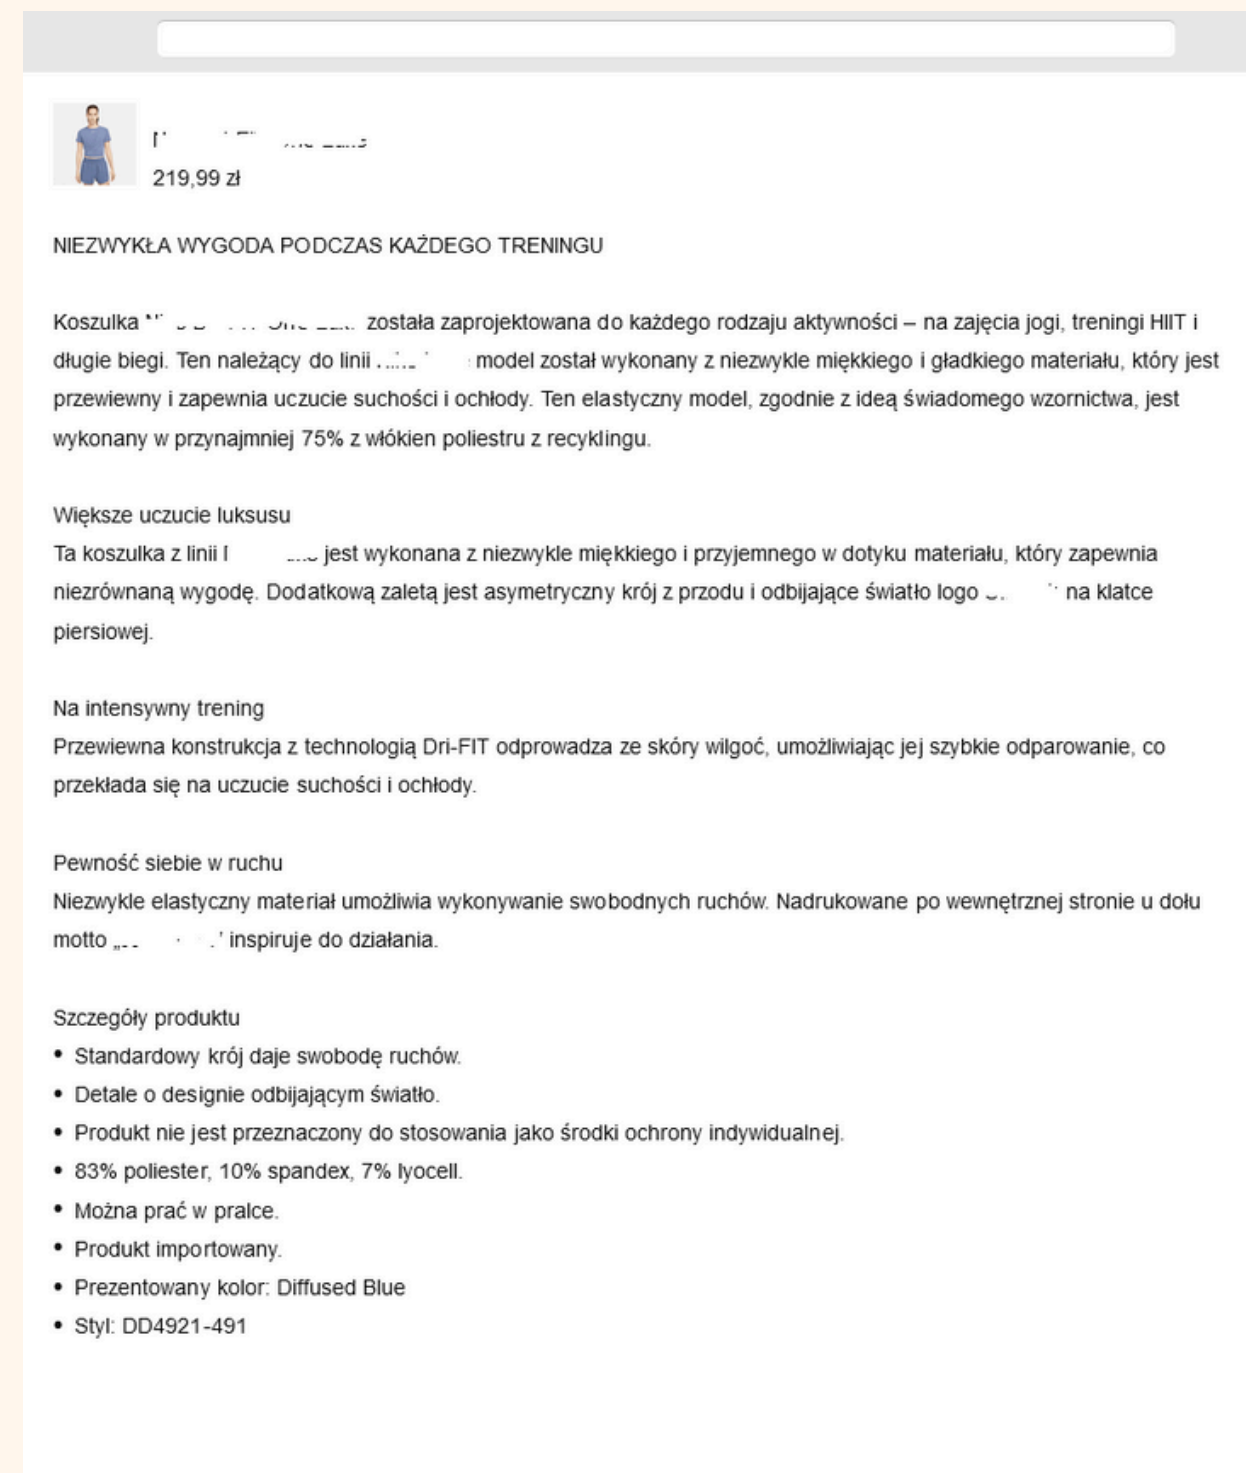 219,99 zł
NIEZWYKŁA WYGODA PODCZAS KAŻDEGO TRENINGU
Koszulka została zaprojektowana do każdego rodzaju aktywności – na zajęcia jogi, treningi HIIT i
długie biegi. Ten należący do linii model został wykonany z niezwykle miękkiego i gładkiego materiału, który jest
przewiewny i zapewnia uczucie suchości i ochłody. Ten elastyczny model, zgodnie z ideą świadomego wzornictwa, jest
wykonany w przynajmniej 75% z włókien poliestru z recyklingu.
Większe uczucie luksusu
Ta koszulka z linii jest wykonana z niezwykle miękkiego i przyjemnego w dotyku materiału, który zapewnia
niezrównaną wygodę. Dodatkową zaletą jest asymetryczny krój z przodu i odbijające światło logo na klatce
piersiowej.
Na intensywny trening
Przewiewna konstrukcja z technologią Dri-FIT odprowadza ze skóry wilgoć, umożliwiając jej szybkie odparowanie, co
przekłada się na uczucie suchości i ochłody.
Pewność siebie w ruchu
Niezwykle elastyczny materiał umożliwia wykonywanie swobodnych ruchów. Nadrukowane po wewnętrznej stronie u dołu
motto inspiruje do działania.
Szczegóły produktu
• Standardowy krój daje swobodę ruchów.
• Detale o designie odbijającym światło.
• Produkt nie jest przeznaczony do stosowania jako środki ochrony indywidualnej.
• 83% poliester, 10% spandex, 7% lyocell.
• Można prać w pralce.
• Produkt importowany.
• Prezentowany kolor: Diffused Blue
• Styl: DD4921-491